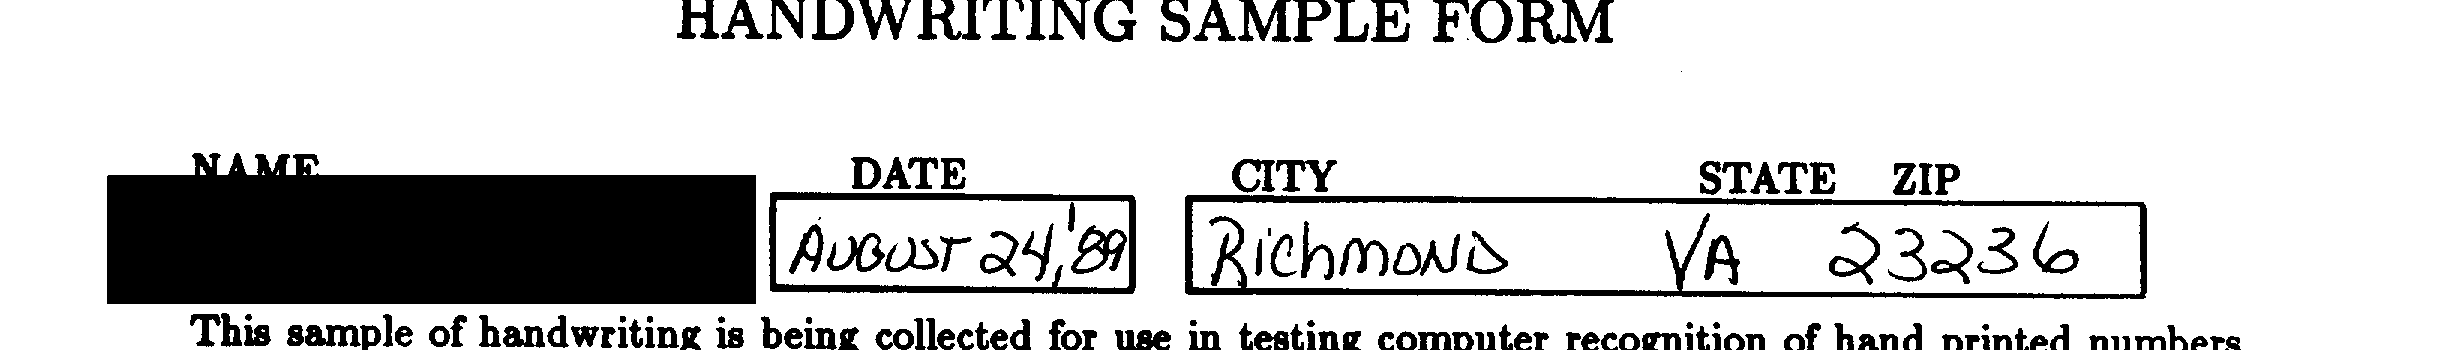 HANDWRITING SAMPLE FORM
NAME DATE CITY STATE ZIP
AUGUST 24, '89 RichmOND VA 23236
This sample of handwriting is being collected for use in testing computer recognition of hand printed numbers